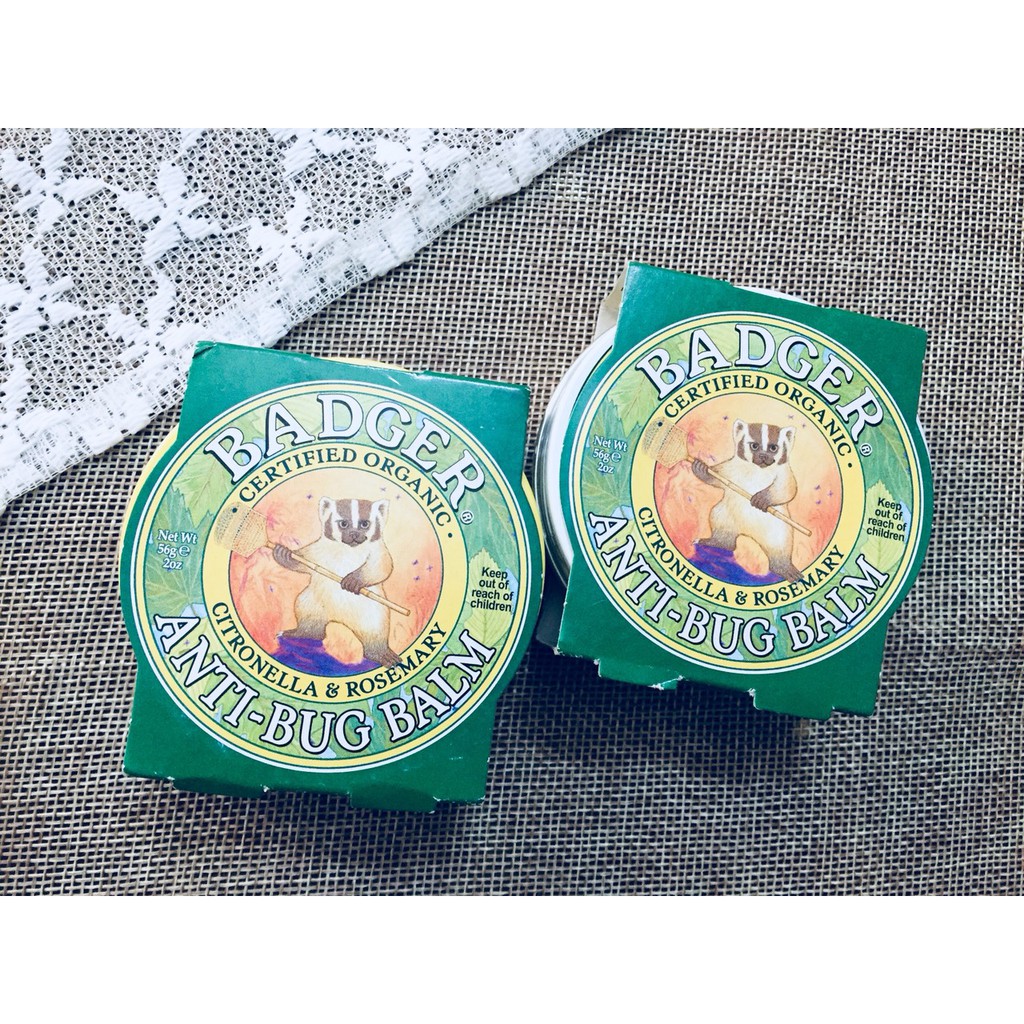 BADGER®
CERTIFIED ORGANIC
Net Wt
56g ℮
2oz
Keep
out of
reach of
children
CITRONELLA & ROSEMARY
ANTI-BUG BALM
BADGER®
CERTIFIED ORGANIC
Net Wt
56g ℮
2oz
Keep
out of
reach of
children
CITRONELLA & ROSEMARY
ANTI-BUG BALM